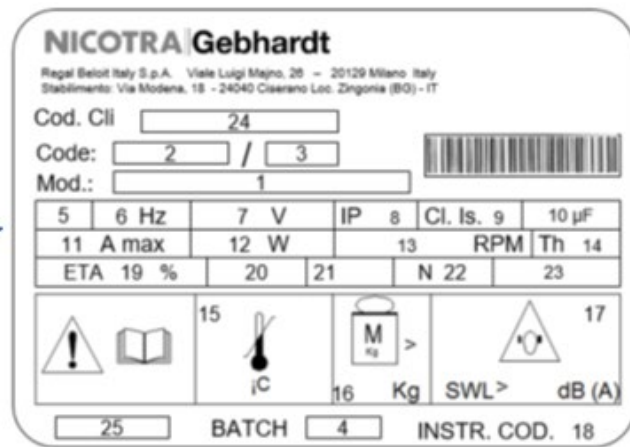 NICOTRA Gebhardt
Regal Beloit Italy S.p.A. Viale Luigi Majno, 26 – 20129 Milano Italy
Stabilimento: Via Modena, 18 - 24040 Ciserano Loc. Zingonia (BG) - IT
Cod. Cli 24
Code: 2 / 3
Mod.: 1
5 6 Hz 7 V IP 8 Cl. Is. 9 10 µF
11 A max 12 W 13 RPM Th 14
ETA 19 % 20 21 N 22 23
15 M 17
Kg >
¡C 16 Kg SWL> dB (A)
25 BATCH 4 INSTR. COD. 18